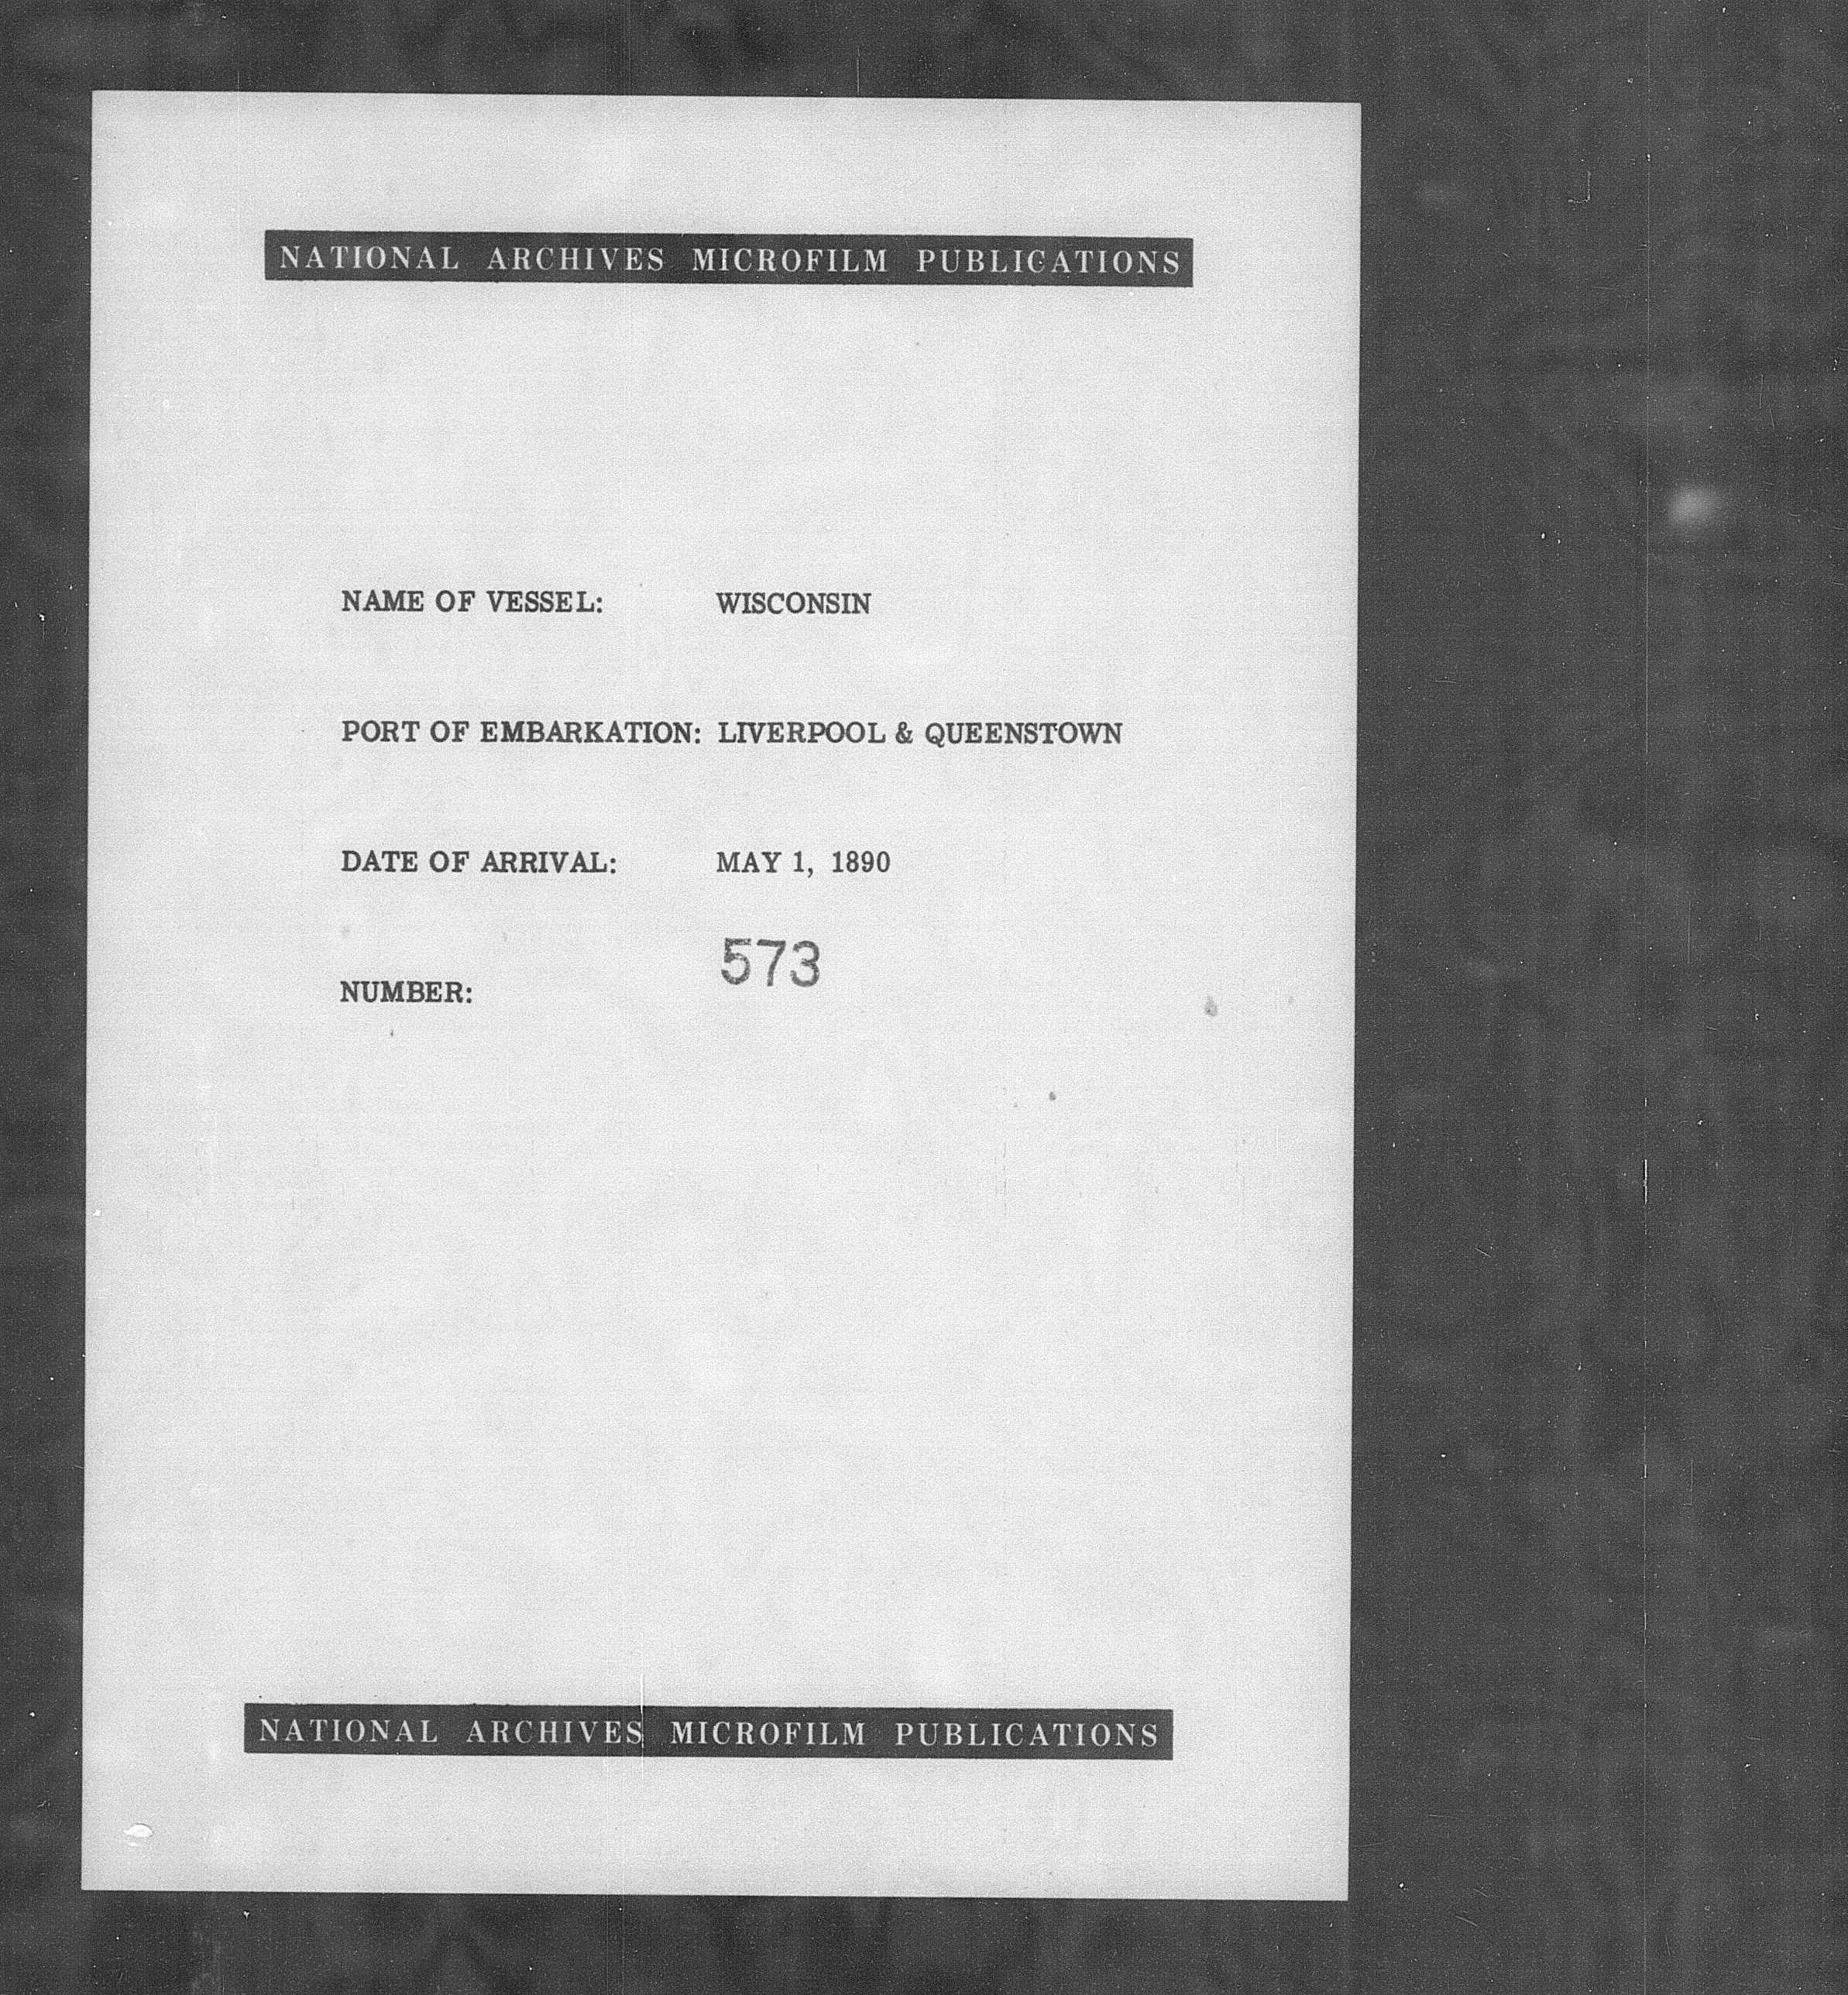 NATIONAL ARCHIVES MICROFILM PUBLICATIONS
NAME OF VESSEL: WISCONSIN
PORT OF EMBARKATION: LIVERPOOL & QUEENSTOWN
DATE OF ARRIVAL: MAY 1, 1890
NUMBER: 573
NATIONAL ARCHIVES MICROFILM PUBLICATIONS